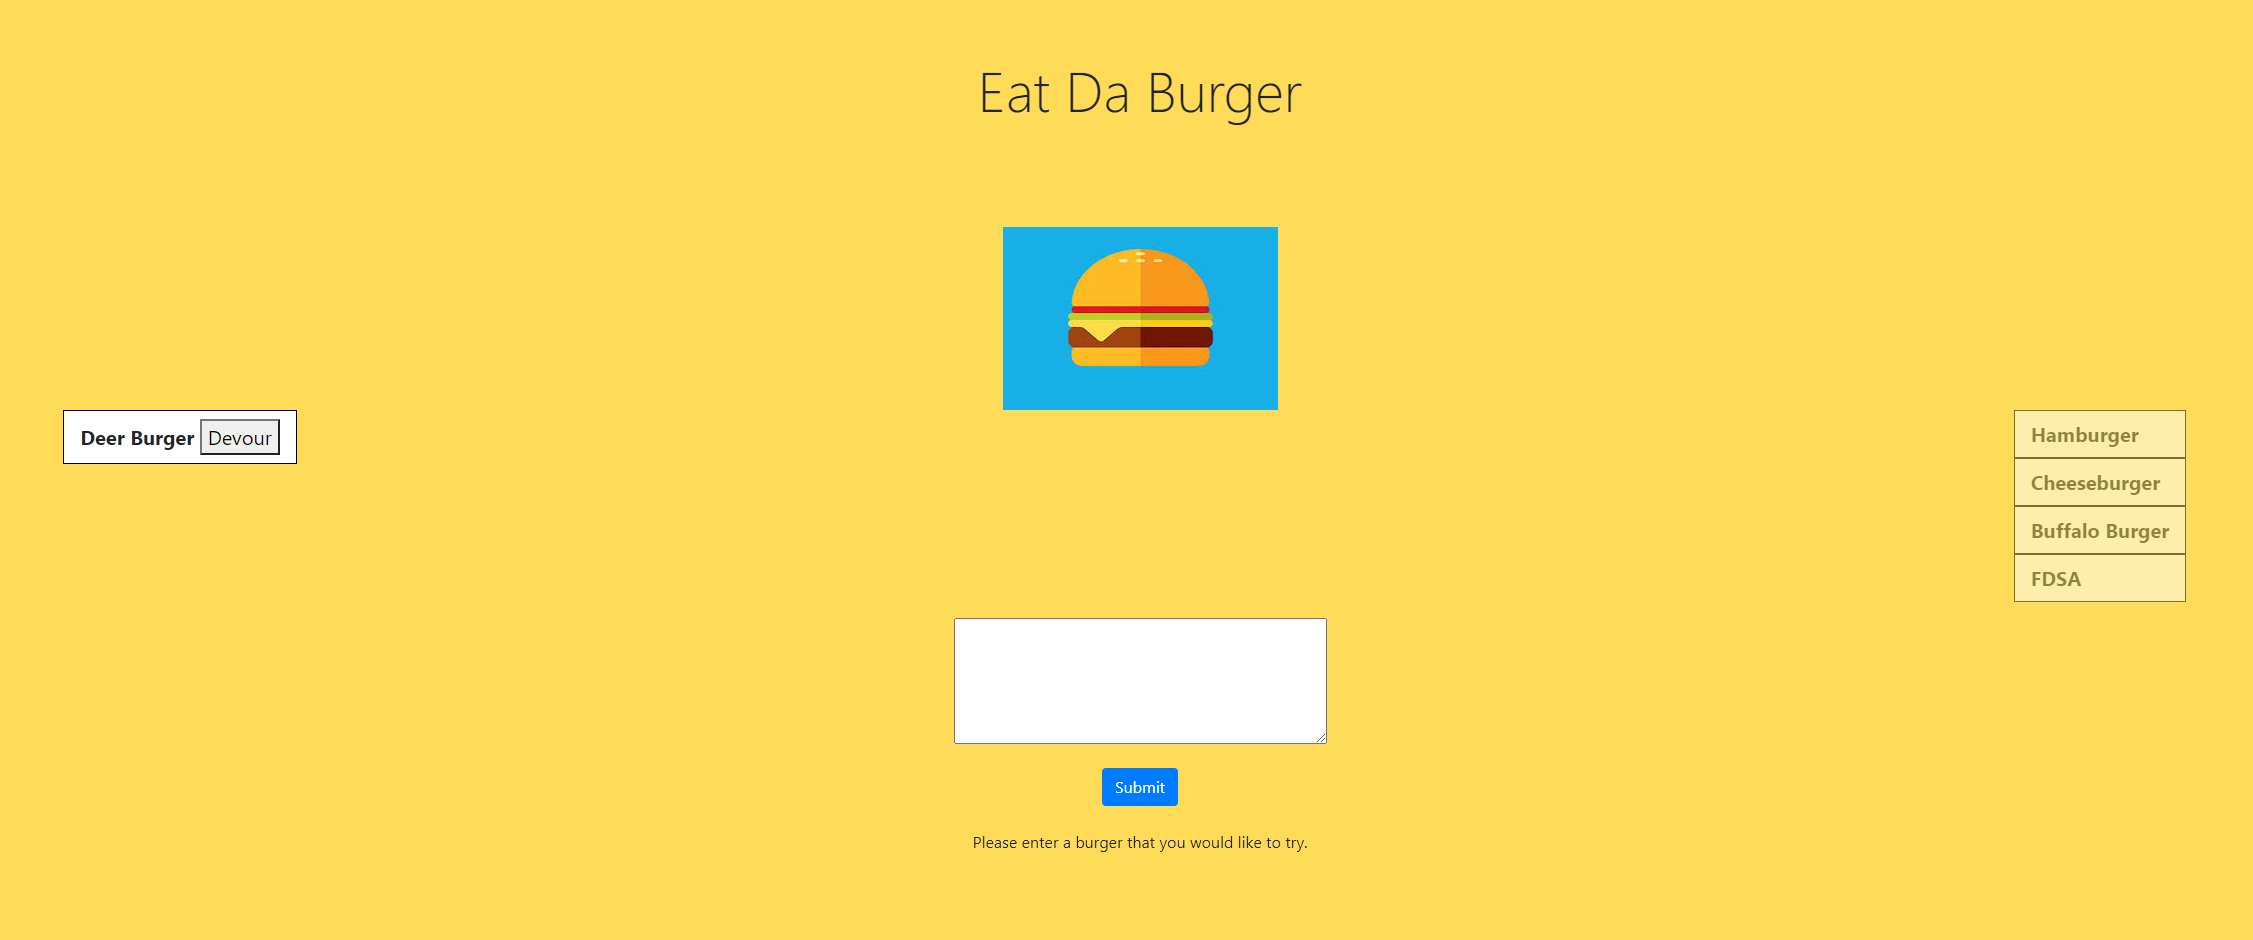 Eat Da Burger
Deer Burger Devour
Hamburger
Cheeseburger
Buffalo Burger
FDSA
Submit
Please enter a burger that you would like to try.